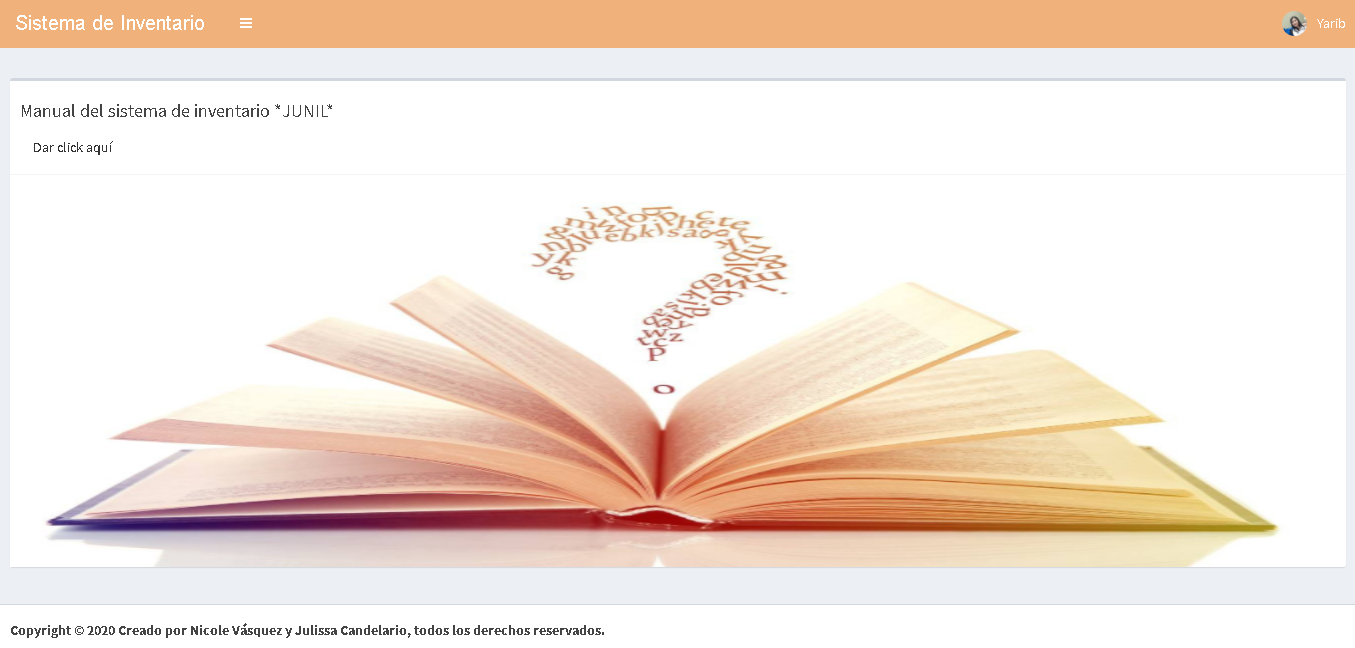 Sistema de Inventario
Yarib
Manual del sistema de inventario *JUNIL*
Dar click aquí
Copyright © 2020 Creado por Nicole Vásquez y Julissa Candelario, todos los derechos reservados.